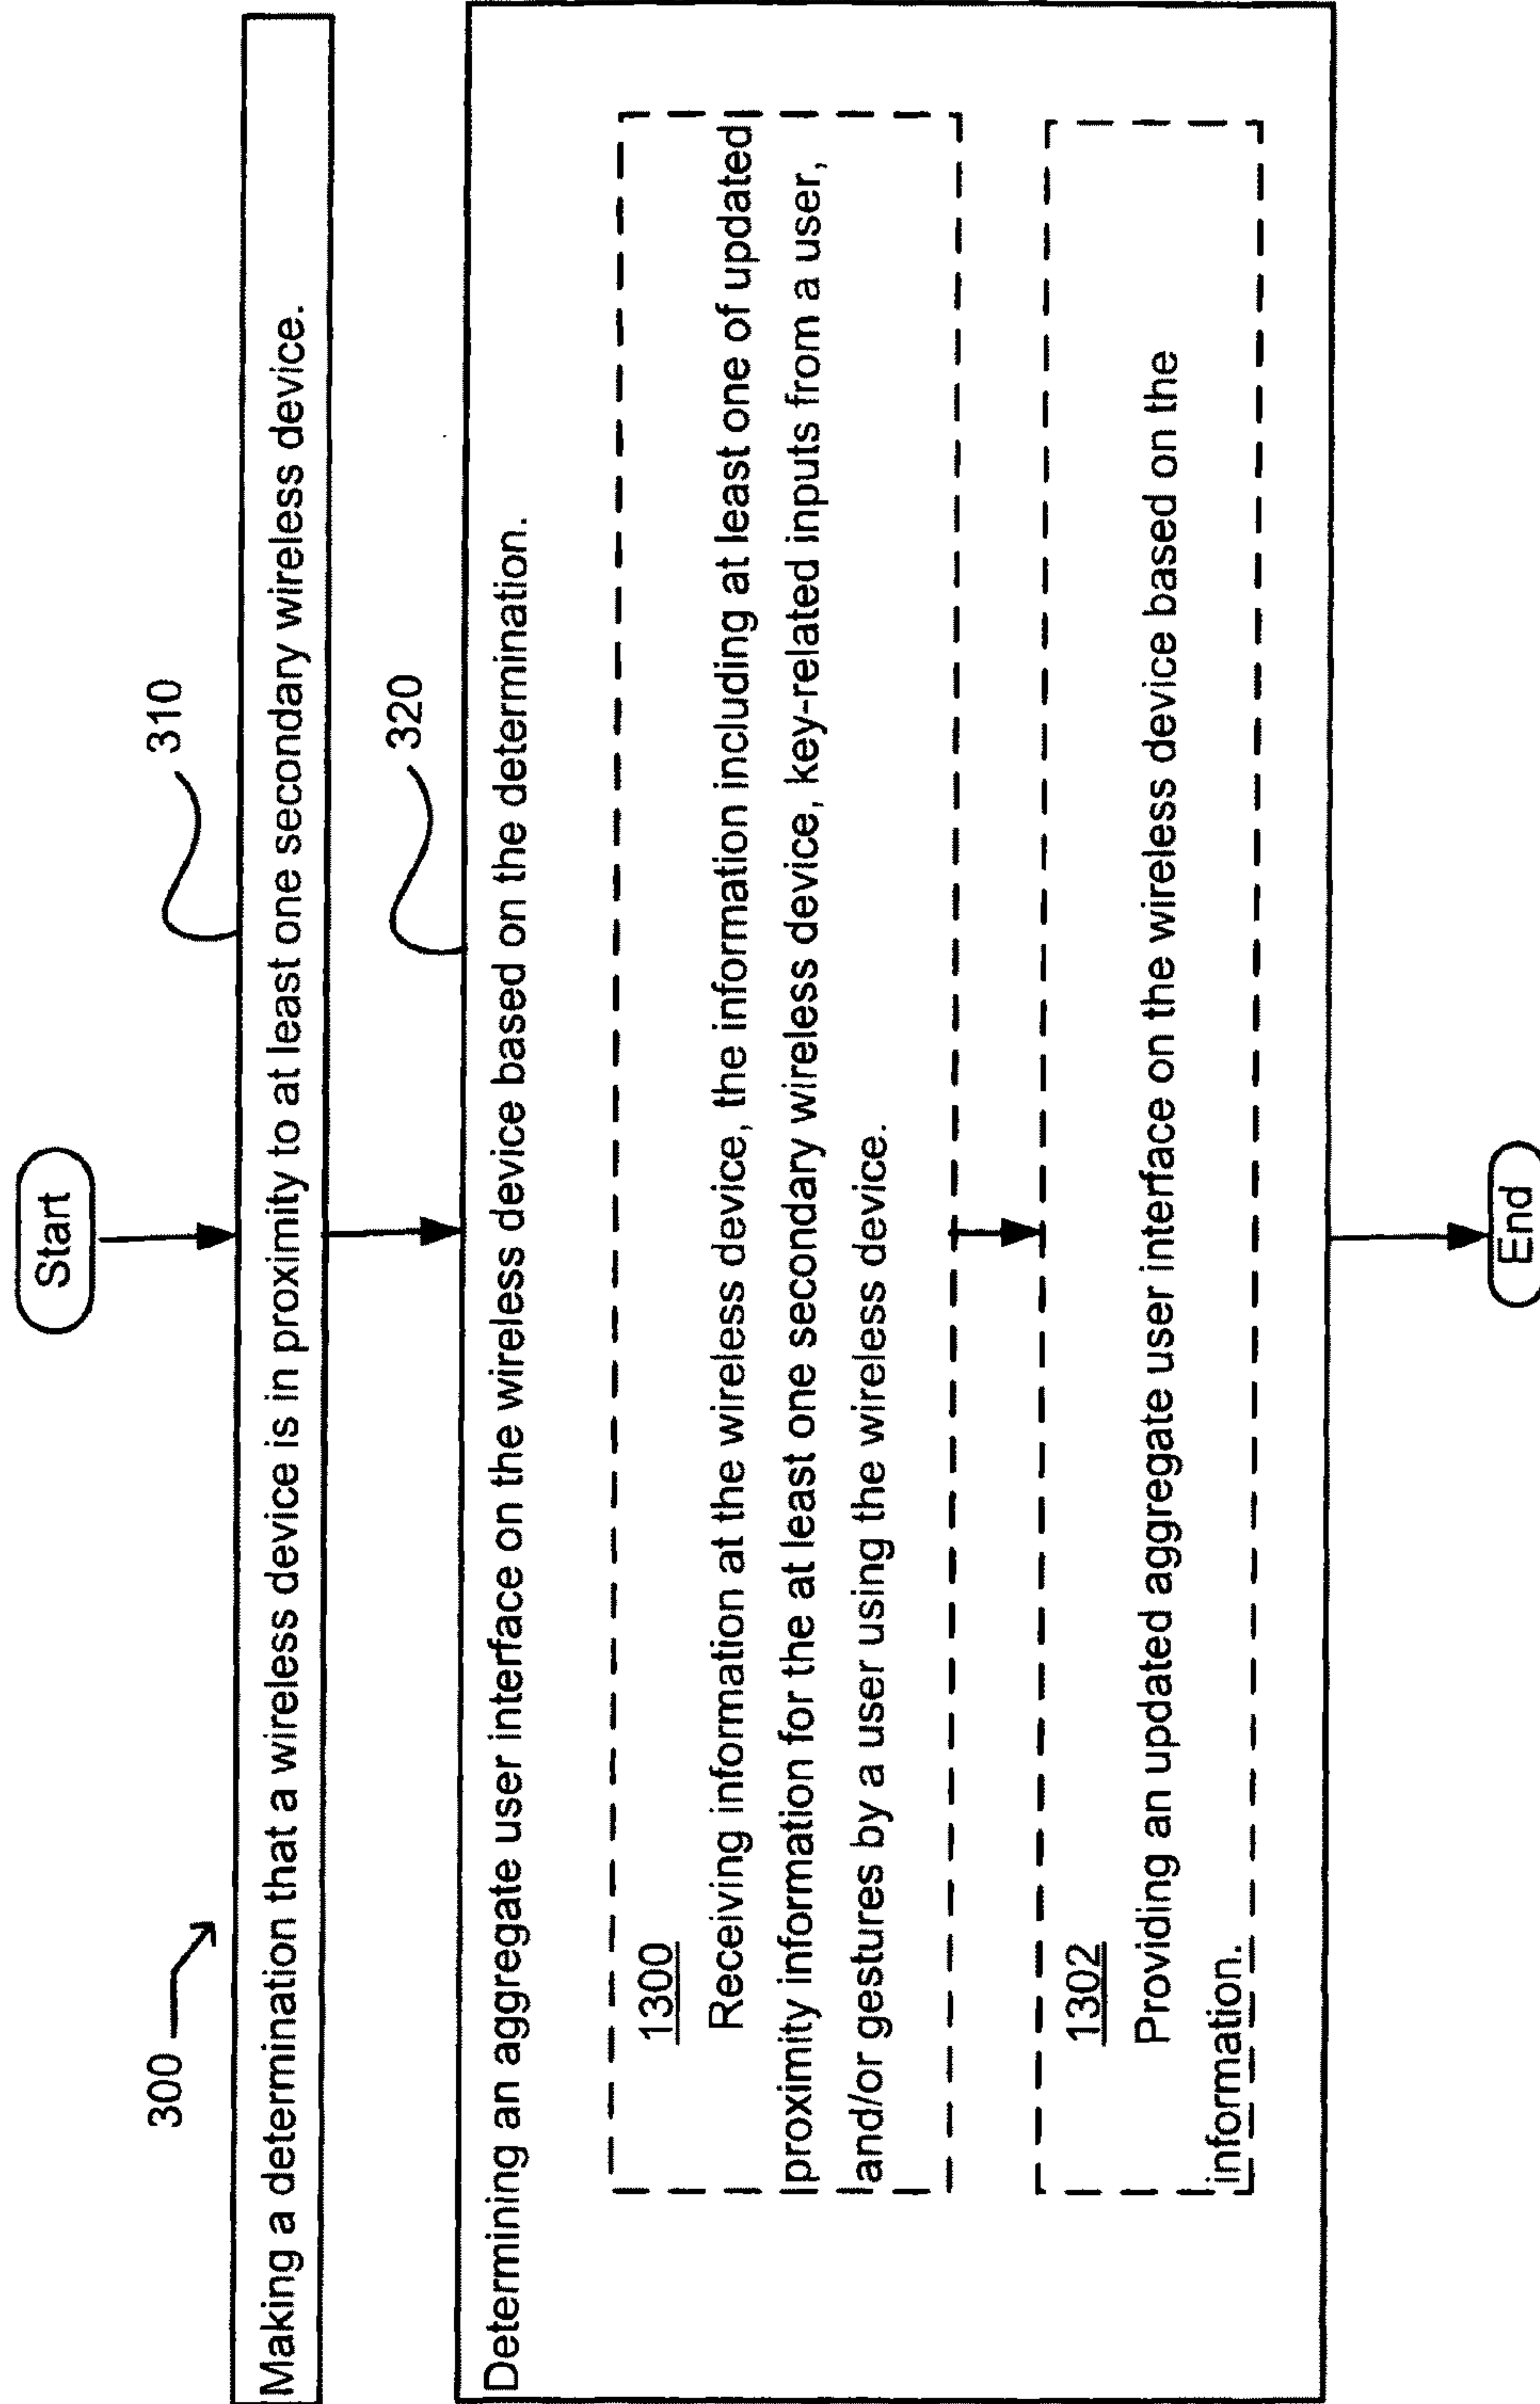 Start
300
310
Making a determination that a wireless device is in proximity to at least one secondary wireless device.
320
Determining an aggregate user interface on the wireless device based on the determination.
1300
Receiving information at the wireless device, the information including at least one of updated
proximity information for the at least one secondary wireless device, key-related inputs from a user,
and/or gestures by a user using the wireless device.
1302
Providing an updated aggregate user interface on the wireless device based on the
information.
End